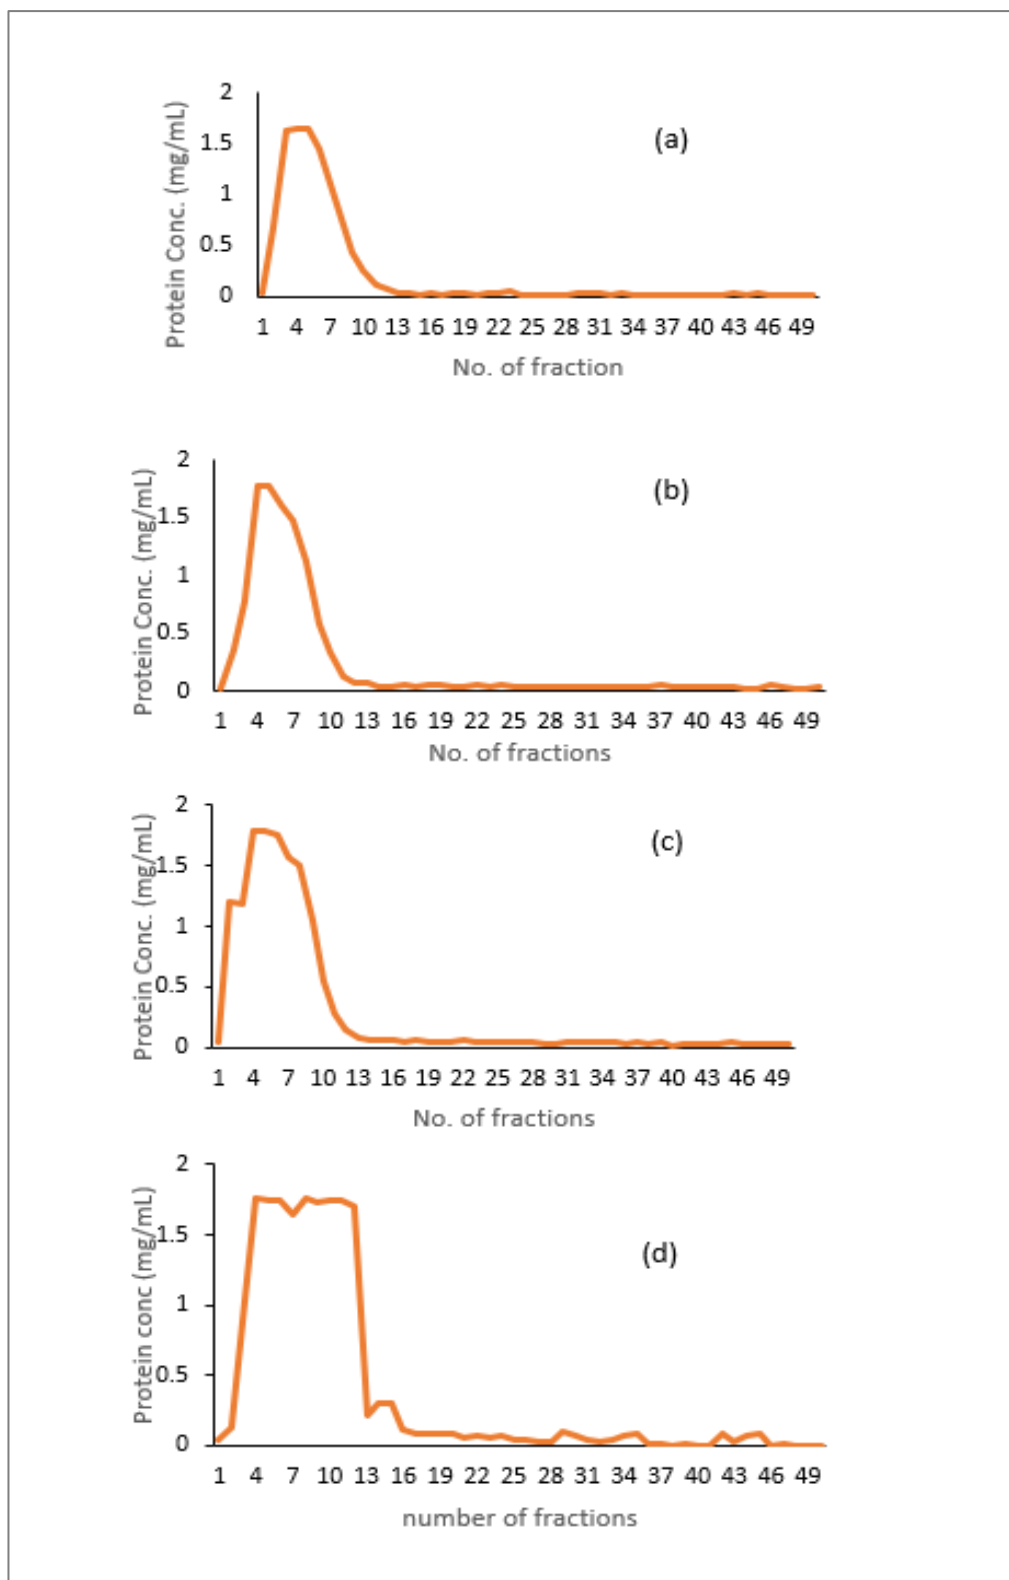 2
1.5
1
0.5
0
Protein Conc. (mg/mL)
(a)
1 4 7 10 13 16 19 22 25 28 31 34 37 40 43 46 49
No. of fraction
2
1.5
1
0.5
0
Protein Conc. (mg/mL)
(b)
1 4 7 10 13 16 19 22 25 28 31 34 37 40 43 46 49
No. of fractions
2
1.5
1
0.5
0
Protein Conc. (mg/mL)
(c)
1 4 7 10 13 16 19 22 25 28 31 34 37 40 43 46 49
No. of fractions
2
1.5
1
0.5
0
Protein conc (mg/mL)
(d)
1 4 7 10 13 16 19 22 25 28 31 34 37 40 43 46 49
number of fractions